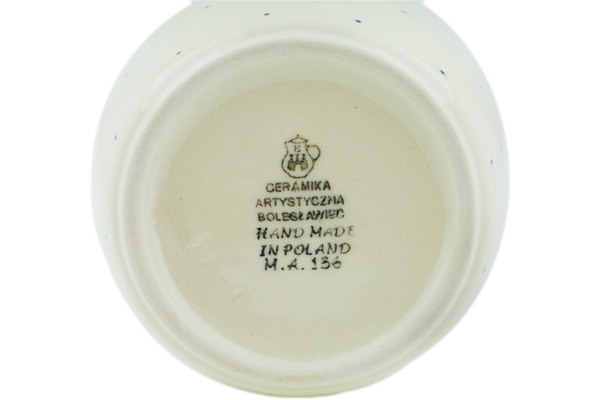 CERAMIKA
ARTYSTYCZNA
BOLESŁAWIEC
HAND MADE
IN POLAND
M.A. 156